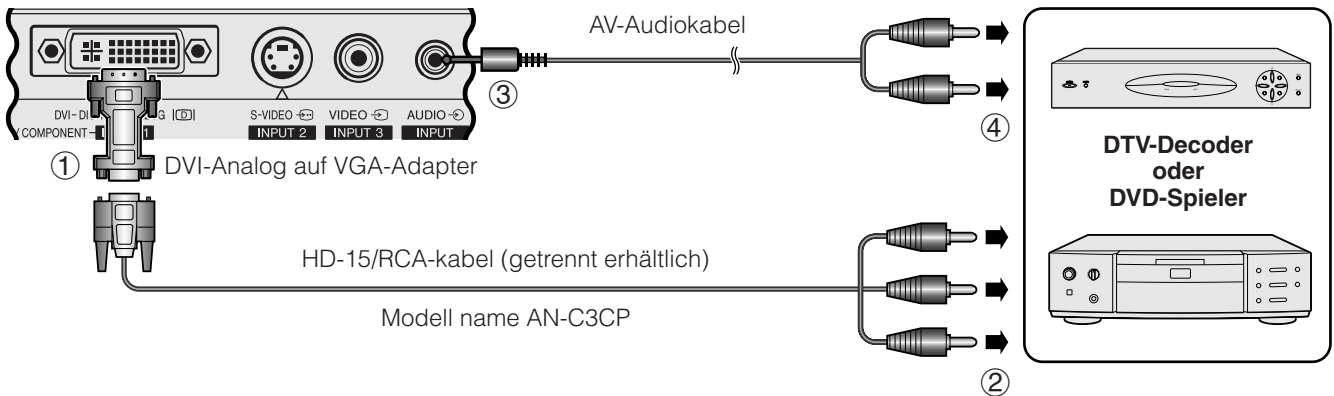 AV-Audiokabel
③
④
DVI-DI G
S-VIDEO VIDEO AUDIO
COMPONENT 1 INPUT 2 INPUT 3 INPUT
① DVI-Analog auf VGA-Adapter
DTV-Decoder
oder
DVD-Spieler
HD-15/RCA-kabel (getrennt erhältlich)
Modell name AN-C3CP
②